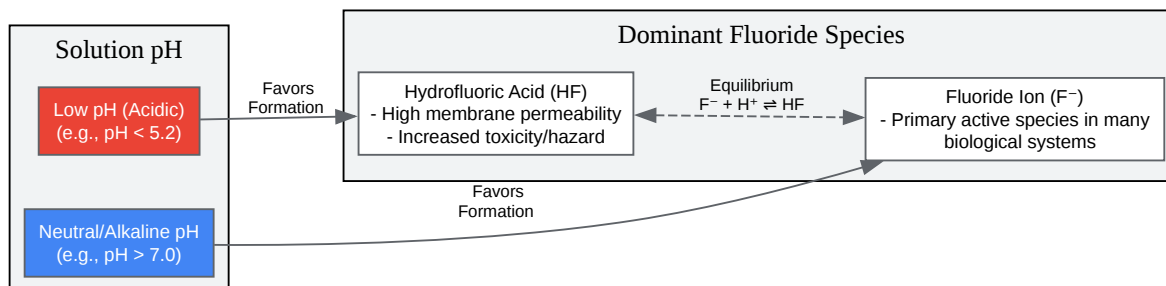 Solution pH
Low pH (Acidic)
(e.g., pH < 5.2)
Neutral/Alkaline pH
(e.g., pH > 7.0)
Favors
Formation
Favors
Formation
Dominant Fluoride Species
Hydrofluoric Acid (HF)
- High membrane permeability
- Increased toxicity/hazard
Equilibrium
F⁻ + H⁺ ⇌ HF
Fluoride Ion (F⁻)
- Primary active species in many
biological systems